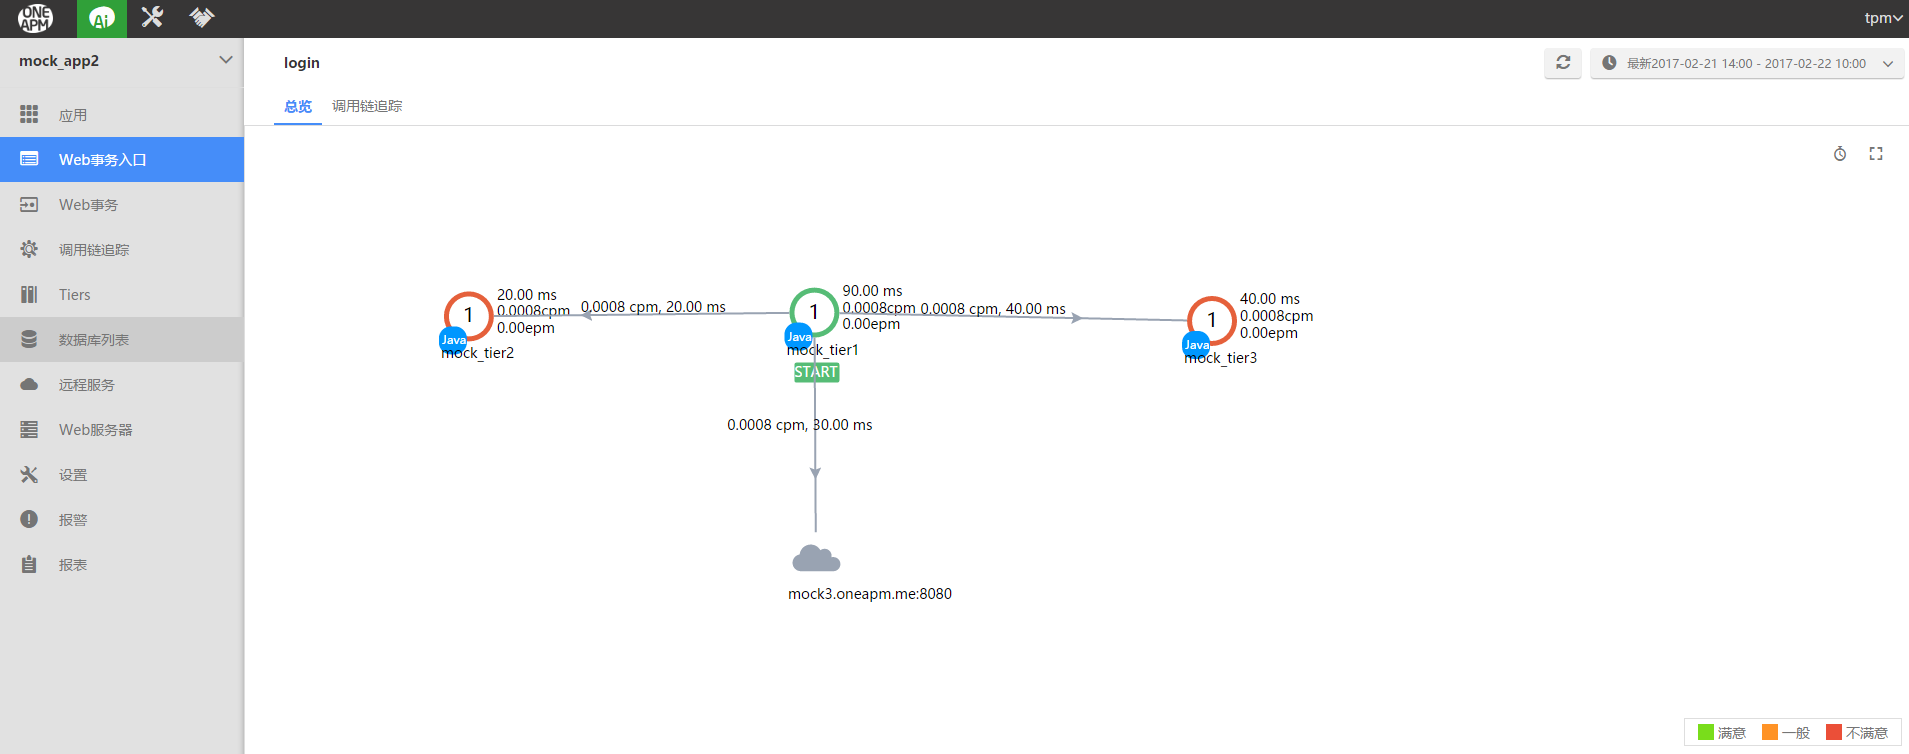 ONE
APM
Ai
tpm
mock_app2
login
最新2017-02-21 14:00 - 2017-02-22 10:00
总览
调用链追踪
应用
Web事务入口
Web事务
调用链追踪
Tiers
数据库列表
远程服务
Web服务器
设置
报警
报表
1
20.00 ms
0.0008cpm
0.00epm
Java
mock_tier2
0.0008 cpm, 20.00 ms
1
90.00 ms
0.0008cpm
0.00epm
Java
mock_tier1
START
0.0008 cpm, 40.00 ms
1
40.00 ms
0.0008cpm
0.00epm
Java
mock_tier3
0.0008 cpm, 30.00 ms
mock3.oneapm.me:8080
满意
一般
不满意